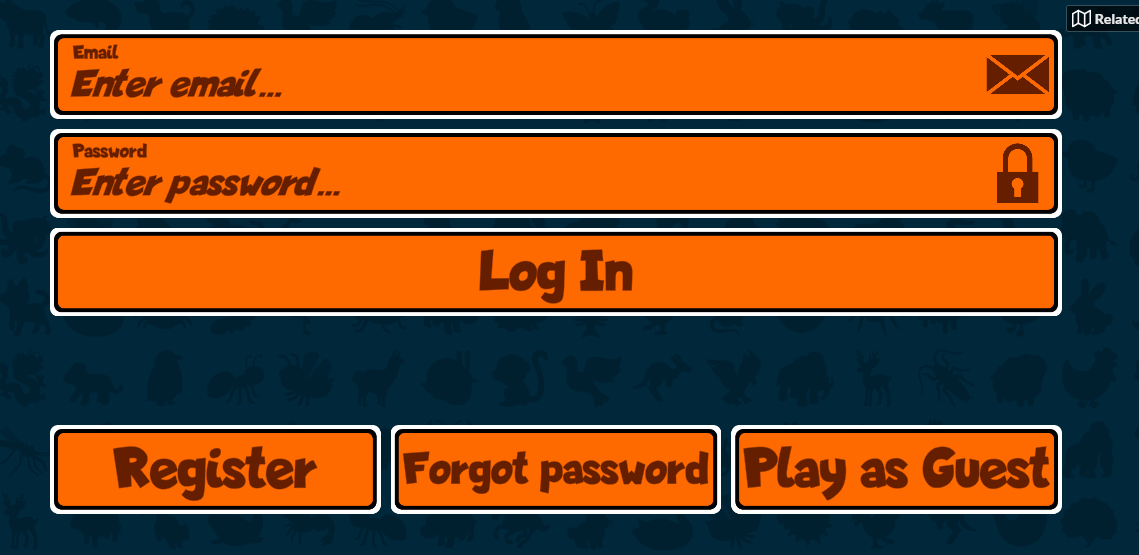 Related
Email
Enter email...
Password
Enter password...
Log In
Register
Forgot password
Play as Guest